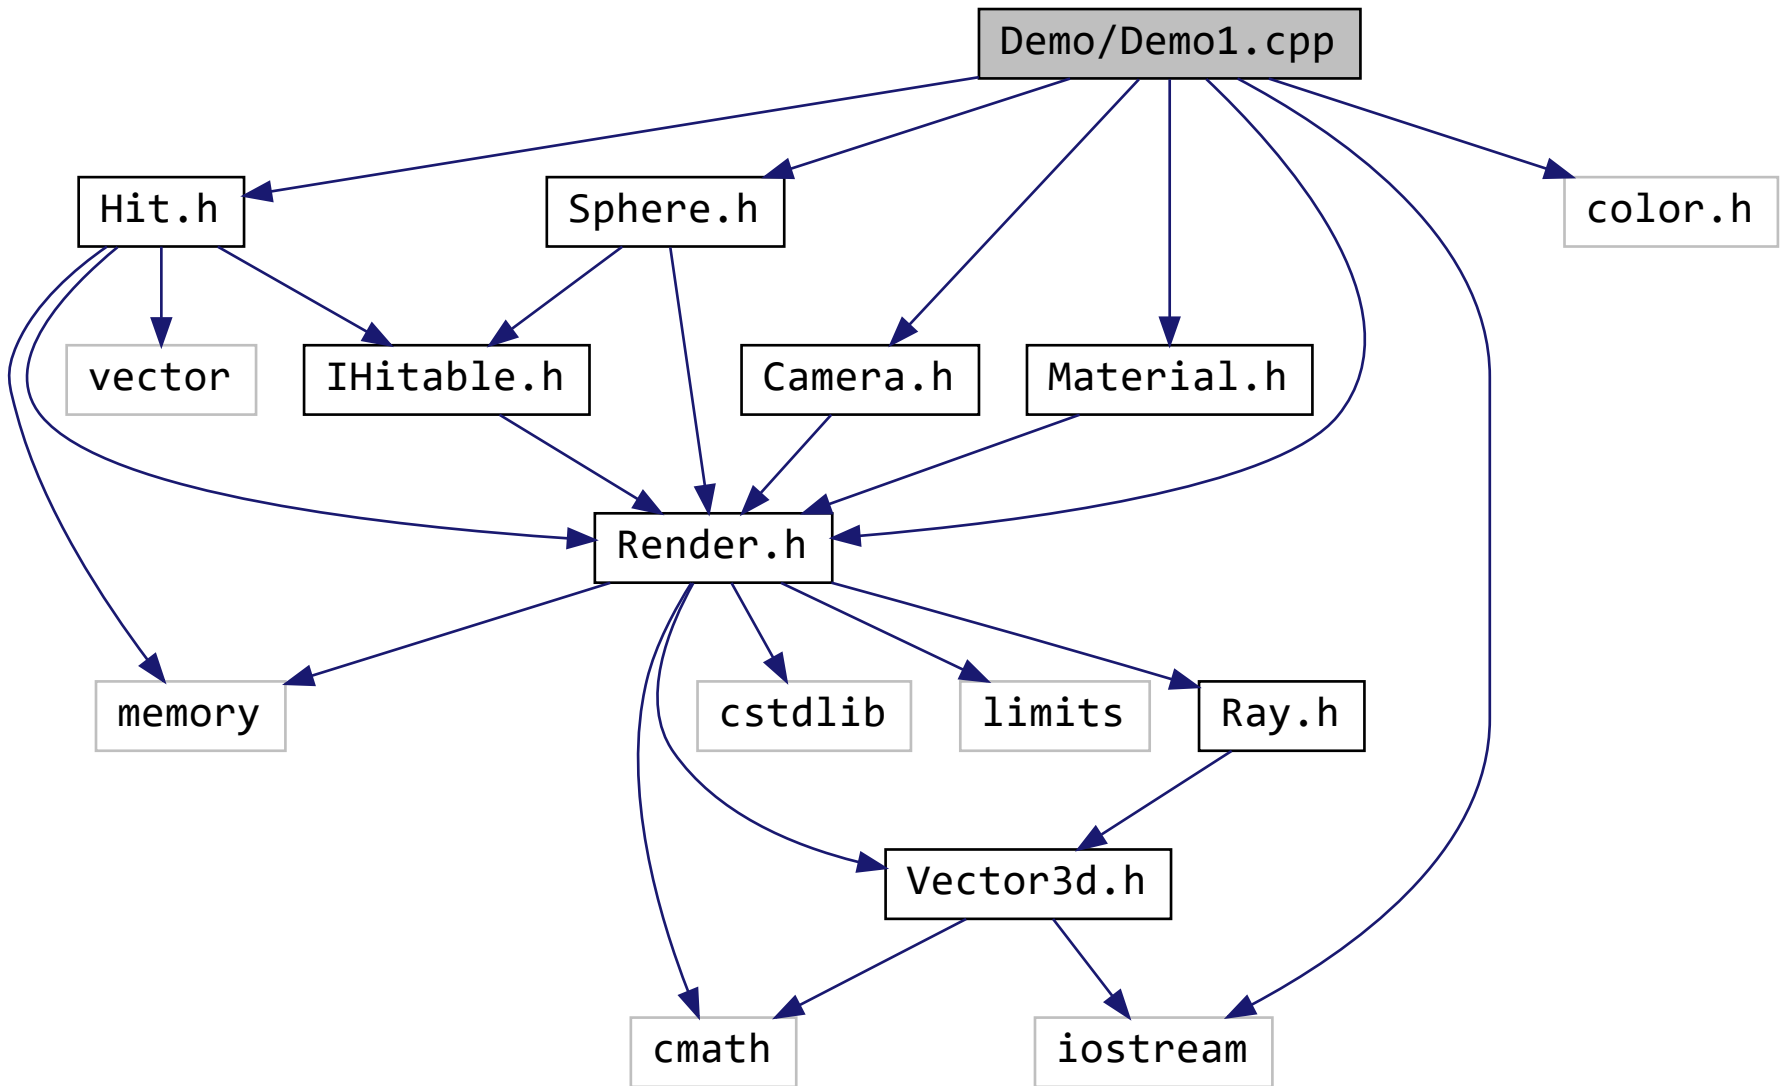 Demo/Demo1.cpp
Hit.h
Sphere.h
color.h
vector
IHitable.h
Camera.h
Material.h
Render.h
memory
cstdlib
limits
Ray.h
Vector3d.h
cmath
iostream